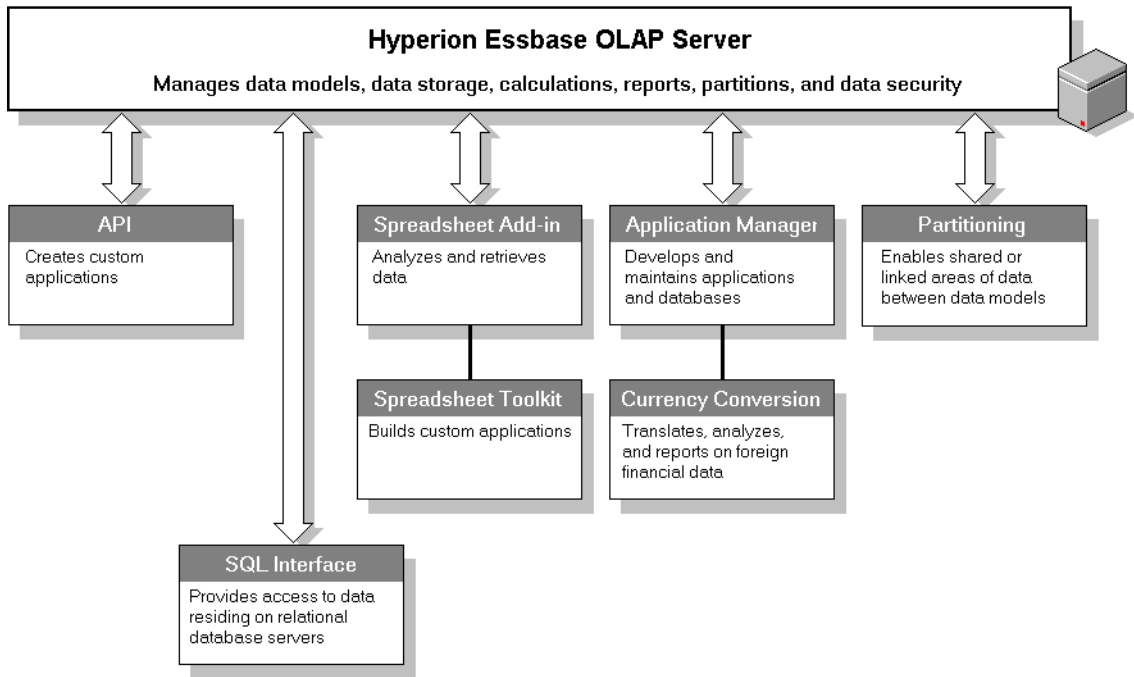 Hyperion Essbase OLAP Server
Manages data models, data storage, calculations, reports, partitions, and data security
API
Creates custom
applications
Spreadsheet Add-in
Analyzes and retrieves
data
Application Manager
Develops and
maintains applications
and databases
Partitioning
Enables shared or
linked areas of data
between data models
Spreadsheet Toolkit
Builds custom applications
Currency Conversion
Translates, analyzes,
and reports on foreign
financial data
SQL Interface
Provides access to data
residing on relational
database servers